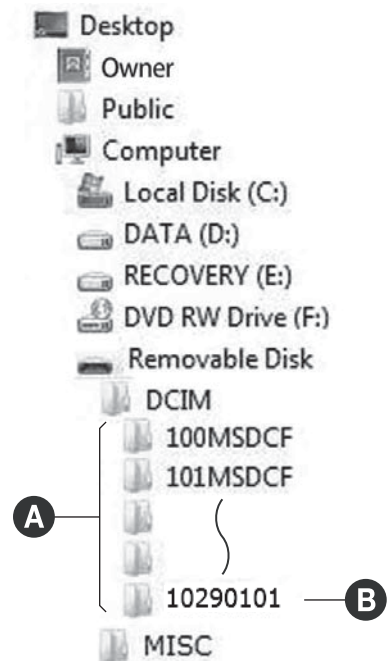 Desktop
Owner
Public
Computer
Local Disk (C:)
DATA (D:)
RECOVERY (E:)
DVD RW Drive (F:)
Removable Disk
DCIM
100MSDCF
101MSDCF
A
10290101 B
MISC